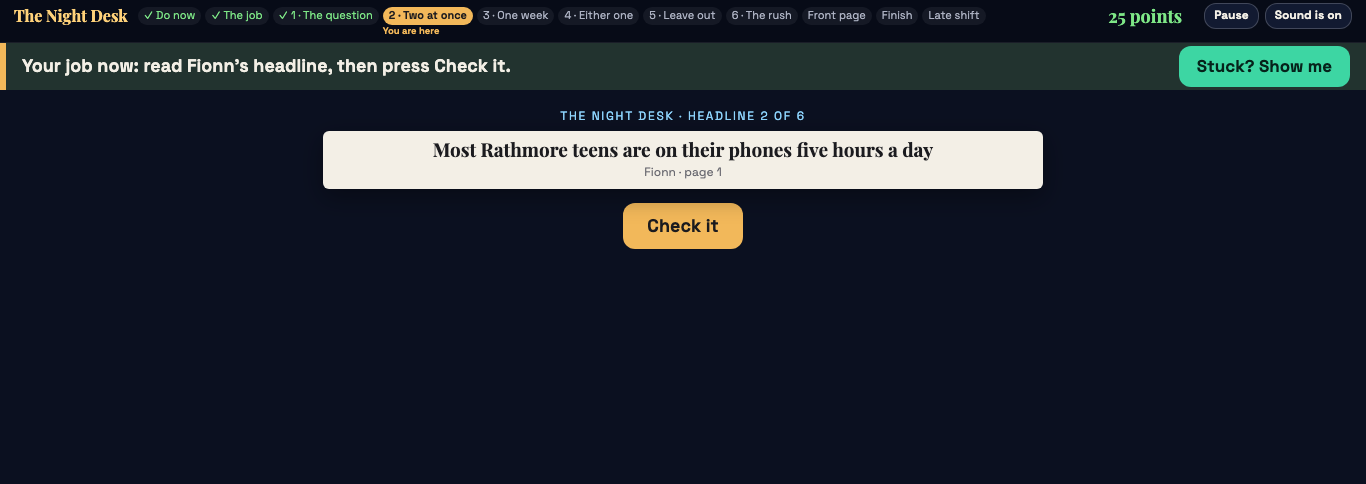 The Night Desk
✓ Do now
✓ The job
✓ 1 · The question
2 · Two at once
3 · One week
4 · Either one
5 · Leave out
6 · The rush
Front page
Finish
Late shift
25 points
Pause
Sound is on
You are here
Your job now: read Fionn's headline, then press Check it.
Stuck? Show me
THE NIGHT DESK · HEADLINE 2 OF 6
Most Rathmore teens are on their phones five hours a day
Fionn · page 1
Check it